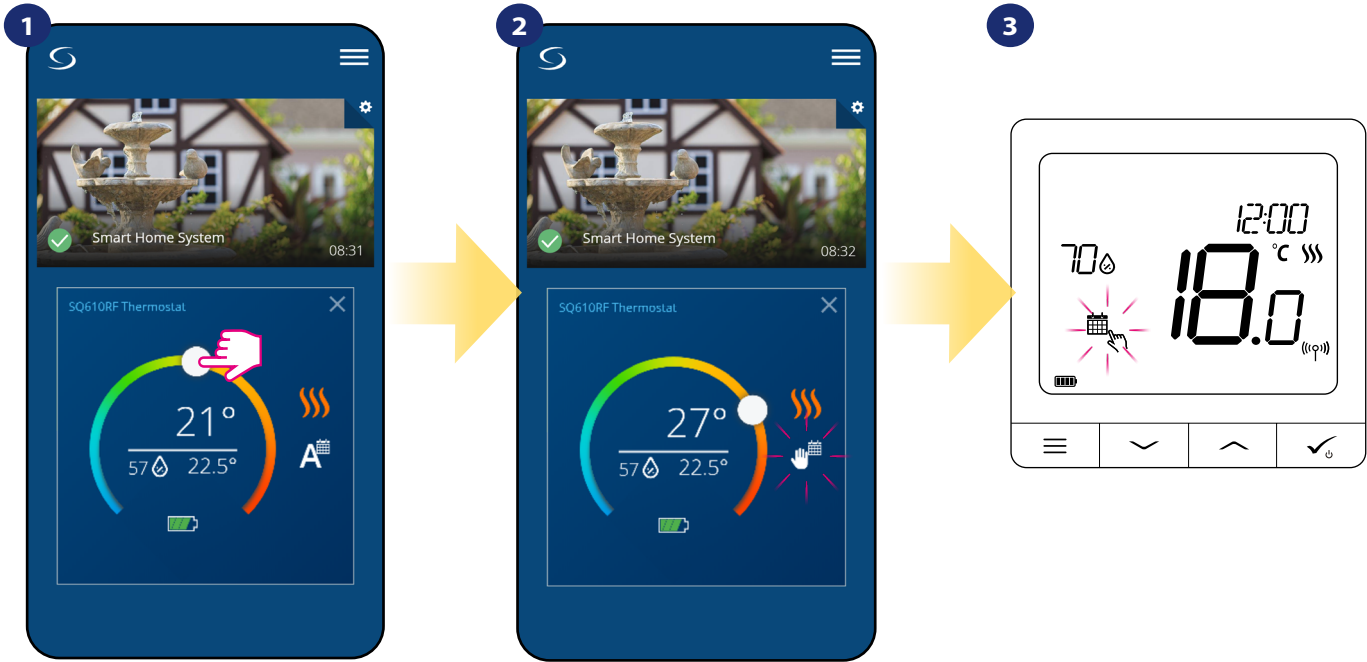 1
Smart Home System
08:31
SQ610RF Thermostat
21°
57 22.5°
A
2
Smart Home System
08:32
SQ610RF Thermostat
27°
57 22.5°
3
12:00
70
°C
18.0